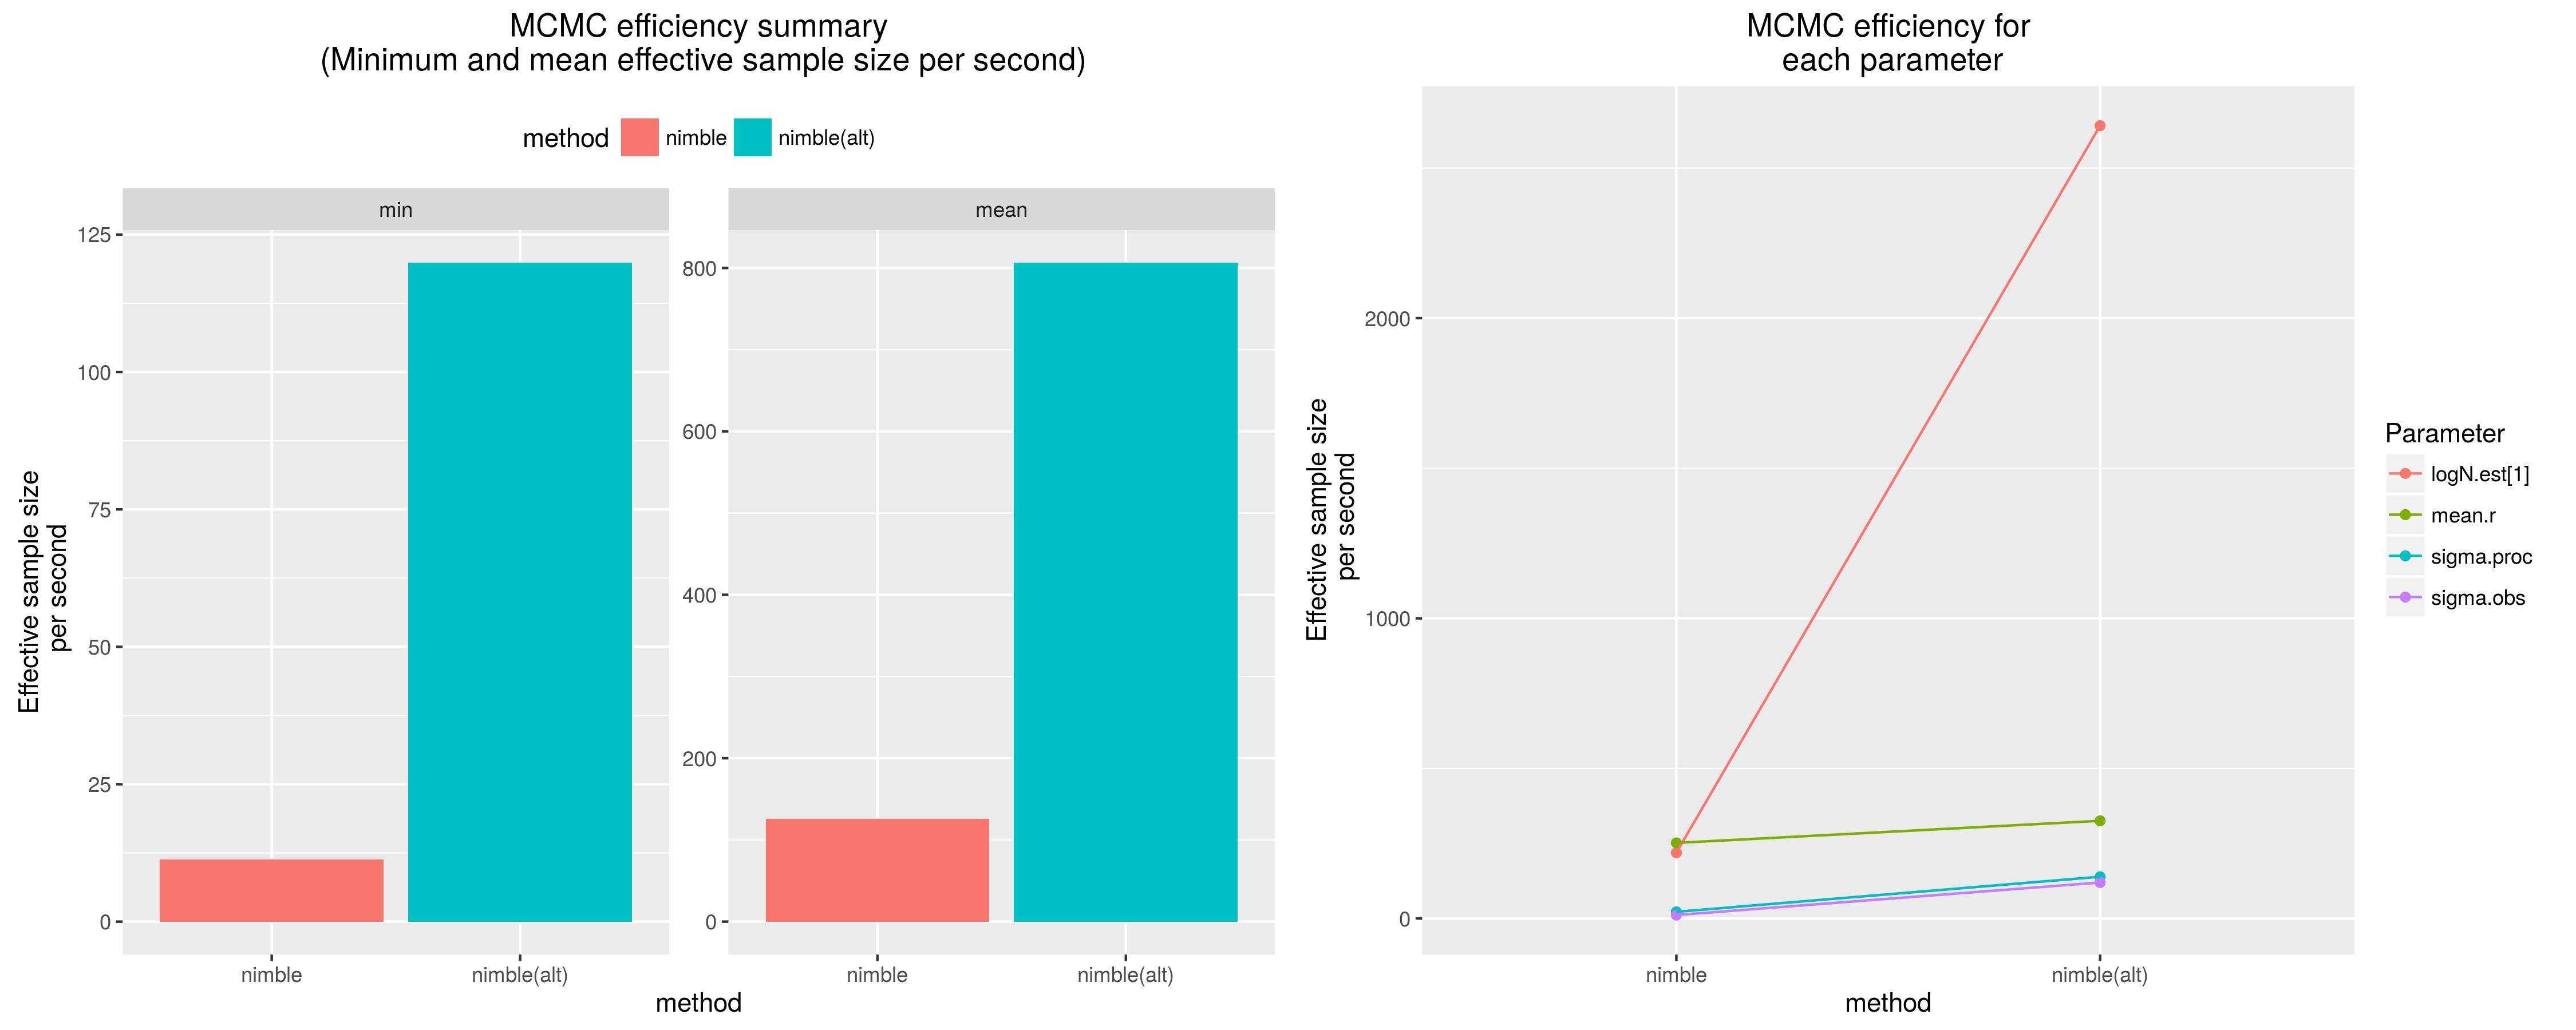 MCMC efficiency summary
(Minimum and mean effective sample size per second)
method nimble nimble(alt)
min
mean
Effective sample size
per second
125
100
75
50
25
0
800
600
400
200
0
nimble nimble(alt)
nimble nimble(alt)
method
MCMC efficiency for
each parameter
Effective sample size
per second
2000
1000
0
nimble nimble(alt)
method
Parameter
logN.est[1]
mean.r
sigma.proc
sigma.obs